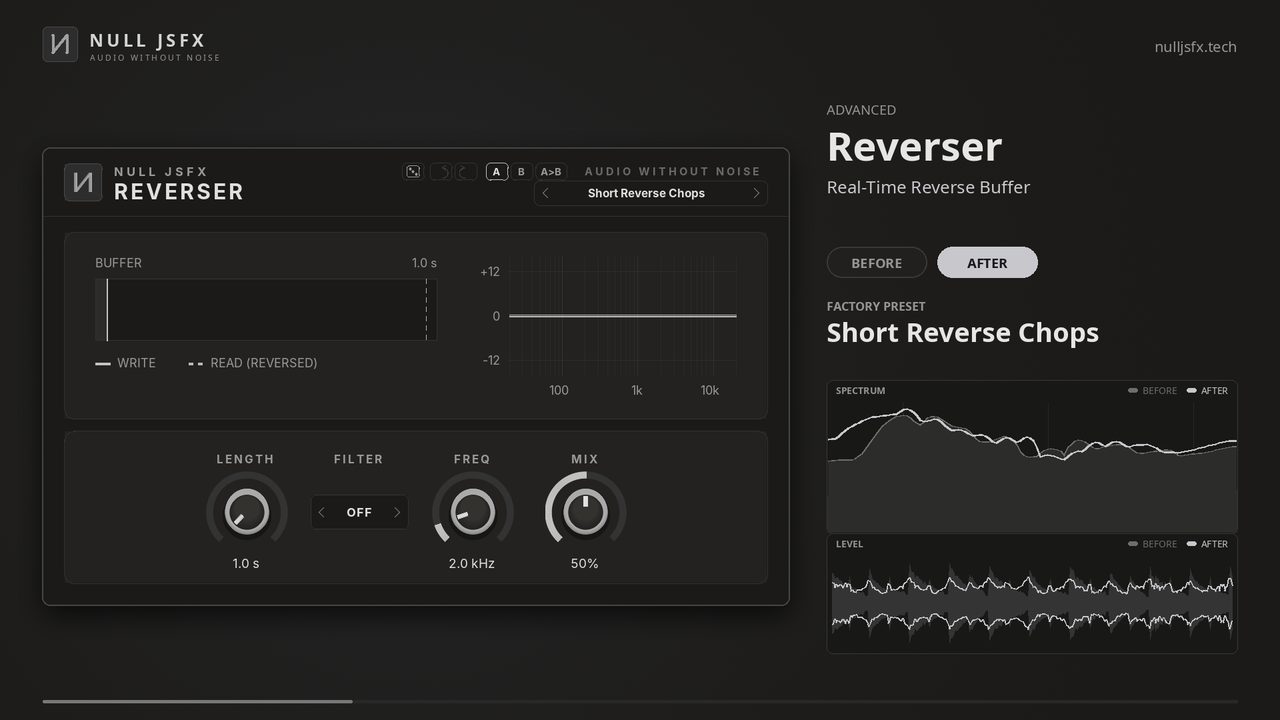 NULL JSFX
AUDIO WITHOUT NOISE
nulljsfx.tech
NULL JSFX
REVERSER
A B A>B AUDIO WITHOUT NOISE
Short Reverse Chops
BUFFER 1.0 s
WRITE READ (REVERSED)
+12
0
-12
100 1k 10k
LENGTH FILTER FREQ MIX
OFF
1.0 s 2.0 kHz 50%
ADVANCED
Reverser
Real-Time Reverse Buffer
BEFORE AFTER
FACTORY PRESET
Short Reverse Chops
SPECTRUM BEFORE AFTER
LEVEL BEFORE AFTER